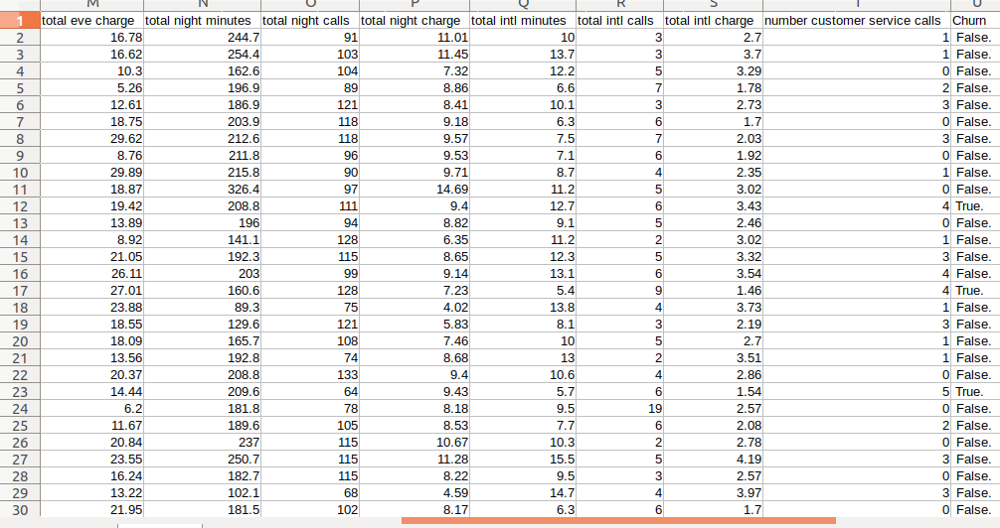 M N O P Q R S T U
1 total eve charge total night minutes total night calls total night charge total intl minutes total intl calls total intl charge number customer service calls Churn
2 16.78 244.7 91 11.01 10 3 2.7 1 False.
3 16.62 254.4 103 11.45 13.7 3 3.7 1 False.
4 10.3 162.6 104 7.32 12.2 5 3.29 0 False.
5 5.26 196.9 89 8.86 6.6 7 1.78 2 False.
6 12.61 186.9 121 8.41 10.1 3 2.73 3 False.
7 18.75 203.9 118 9.18 6.3 6 1.7 0 False.
8 29.62 212.6 118 9.57 7.5 7 2.03 3 False.
9 8.76 211.8 96 9.53 7.1 6 1.92 0 False.
10 29.89 215.8 90 9.71 8.7 4 2.35 1 False.
11 18.87 326.4 97 14.69 11.2 5 3.02 0 False.
12 19.42 208.8 111 9.4 12.7 6 3.43 4 True.
13 13.89 196 94 8.82 9.1 5 2.46 0 False.
14 8.92 141.1 128 6.35 11.2 2 3.02 1 False.
15 21.05 192.3 115 8.65 12.3 5 3.32 3 False.
16 26.11 203 99 9.14 13.1 6 3.54 4 False.
17 27.01 160.6 128 7.23 5.4 9 1.46 4 True.
18 23.88 89.3 75 4.02 13.8 4 3.73 1 False.
19 18.55 129.6 121 5.83 8.1 3 2.19 3 False.
20 18.09 165.7 108 7.46 10 5 2.7 1 False.
21 13.56 192.8 74 8.68 13 2 3.51 1 False.
22 20.37 208.8 133 9.4 10.6 4 2.86 0 False.
23 14.44 209.6 64 9.43 5.7 6 1.54 5 True.
24 6.2 181.8 78 8.18 9.5 19 2.57 0 False.
25 11.67 189.6 105 8.53 7.7 6 2.08 2 False.
26 20.84 237 115 10.67 10.3 2 2.78 0 False.
27 23.55 250.7 115 11.28 15.5 5 4.19 3 False.
28 16.24 182.7 115 8.22 9.5 3 2.57 0 False.
29 13.22 102.1 68 4.59 14.7 4 3.97 3 False.
30 21.95 181.5 102 8.17 6.3 6 1.7 0 False.